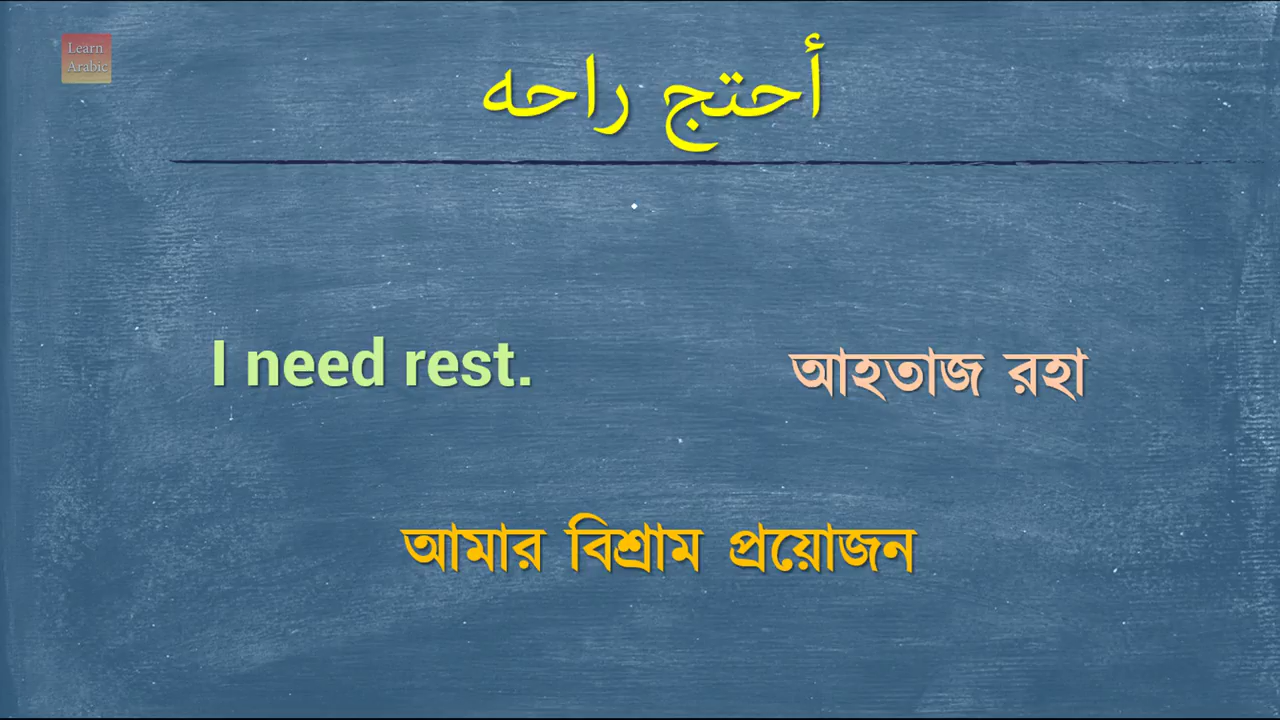 Learn
Arabic
أحتج راحه
I need rest.
আহতাজ রহা
আমার বিশ্রাম প্রয়োজন